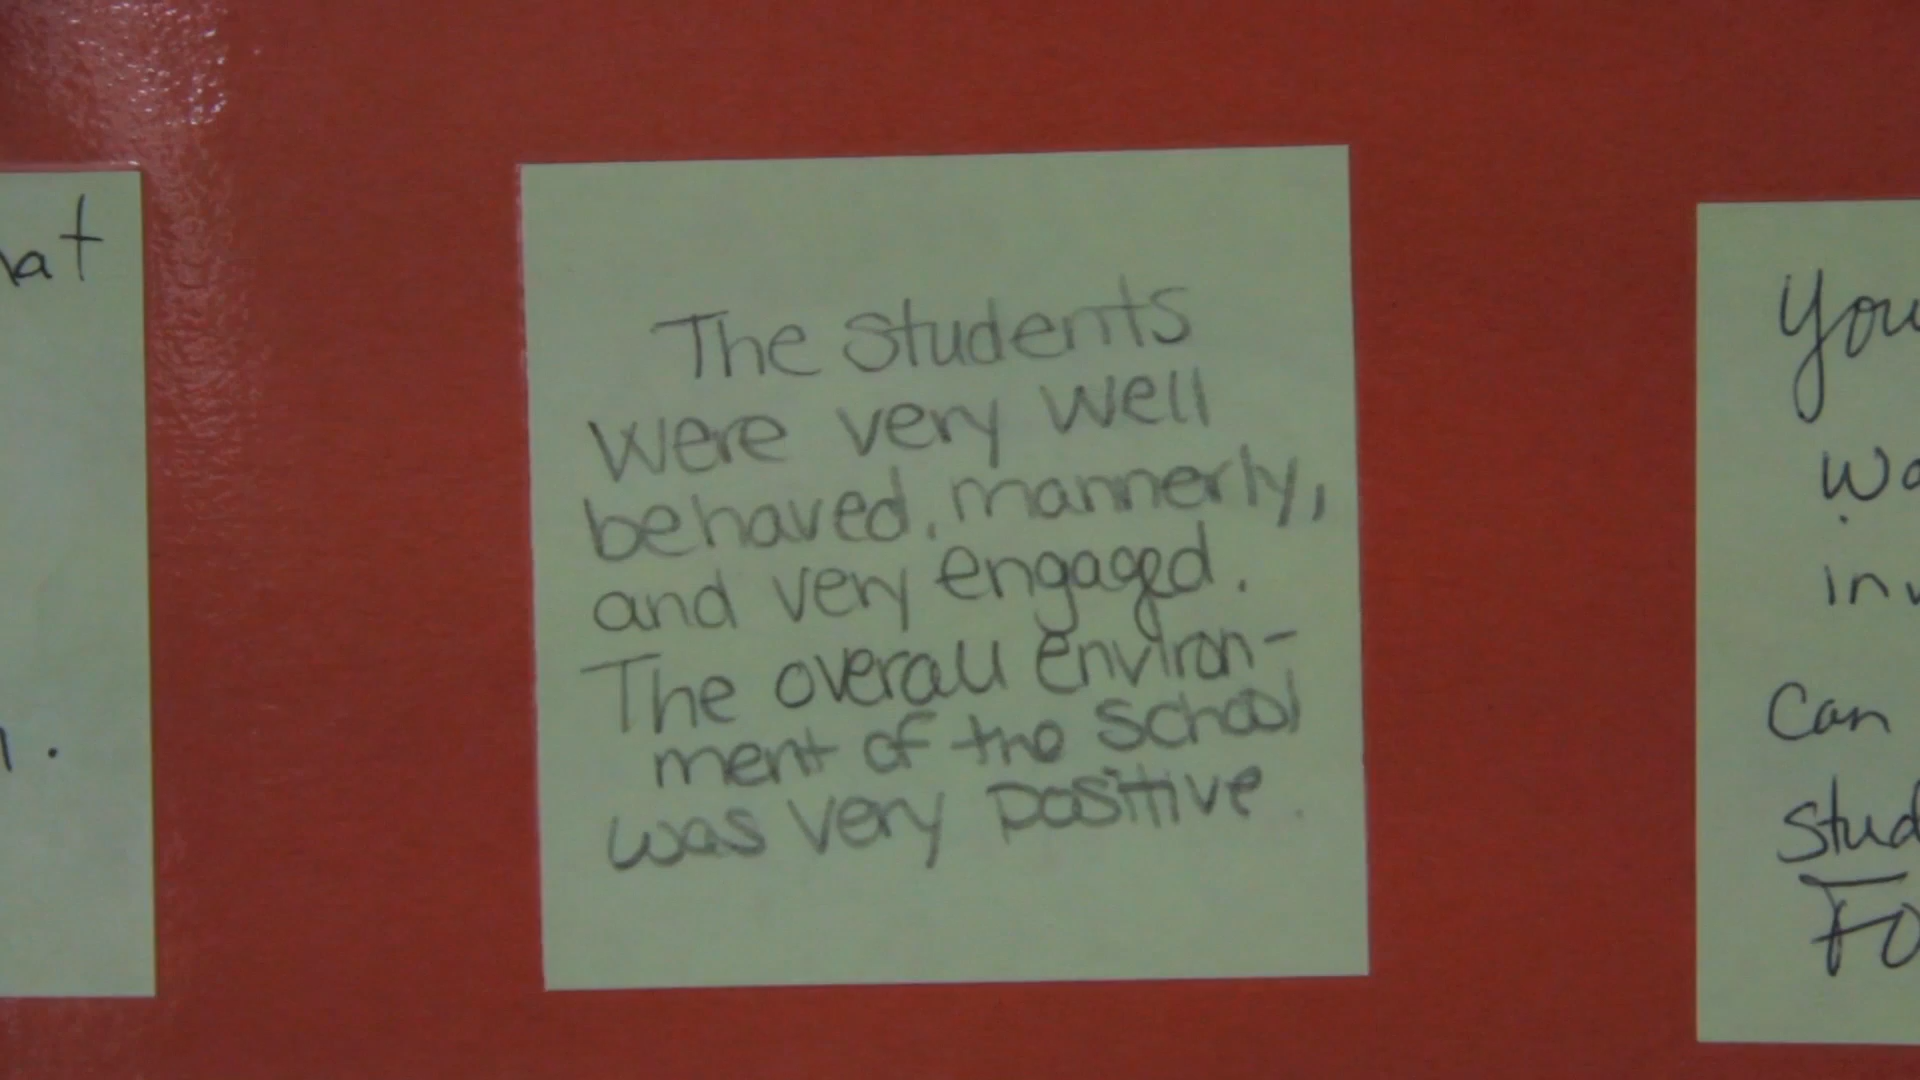 The Students
were very well
behaved, mannerly,
and very engaged.
The overall environ-
ment of the School
was very positive.
You
in
Can